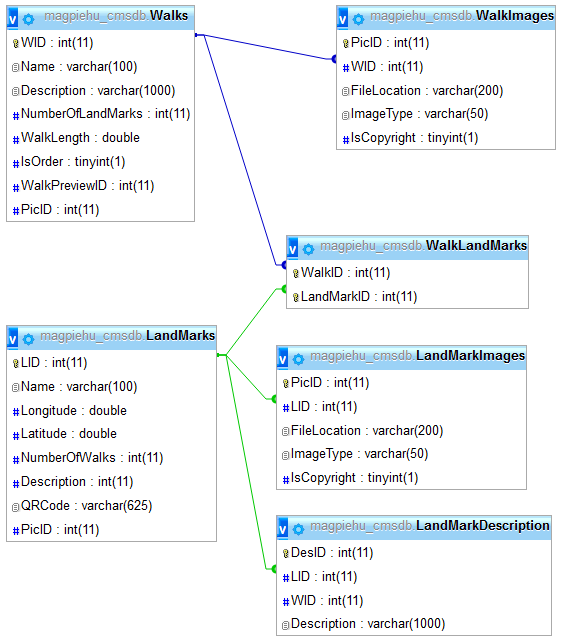 magpiehu_cmsdb.Walks
WID : int(11)
Name : varchar(100)
Description : varchar(1000)
NumberOfLandMarks : int(11)
WalkLength : double
IsOrder : tinyint(1)
WalkPreviewID : int(11)
PicID : int(11)
magpiehu_cmsdb.WalkImages
PicID : int(11)
WID : int(11)
FileLocation : varchar(200)
ImageType : varchar(50)
IsCopyright : tinyint(1)
magpiehu_cmsdb.WalkLandMarks
WalkID : int(11)
LandMarkID : int(11)
magpiehu_cmsdb.LandMarks
LID : int(11)
Name : varchar(100)
Longitude : double
Latitude : double
NumberOfWalks : int(11)
Description : int(11)
QRCode : varchar(625)
PicID : int(11)
magpiehu_cmsdb.LandMarkImages
PicID : int(11)
LID : int(11)
FileLocation : varchar(200)
ImageType : varchar(50)
IsCopyright : tinyint(1)
magpiehu_cmsdb.LandMarkDescription
DesID : int(11)
LID : int(11)
WID : int(11)
Description : varchar(1000)